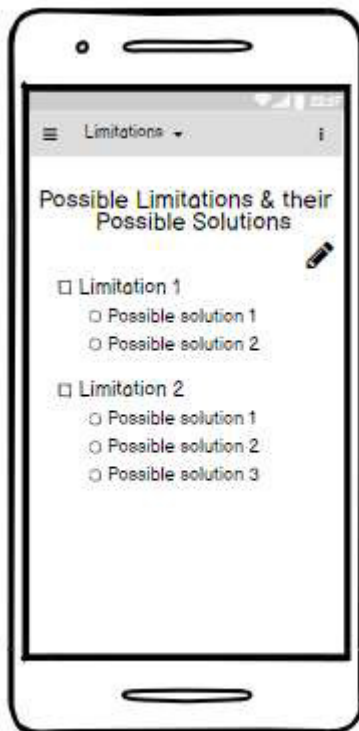 Limitations
Possible Limitations & their
Possible Solutions
Limitation 1
Possible solution 1
Possible solution 2
Limitation 2
Possible solution 1
Possible solution 2
Possible solution 3